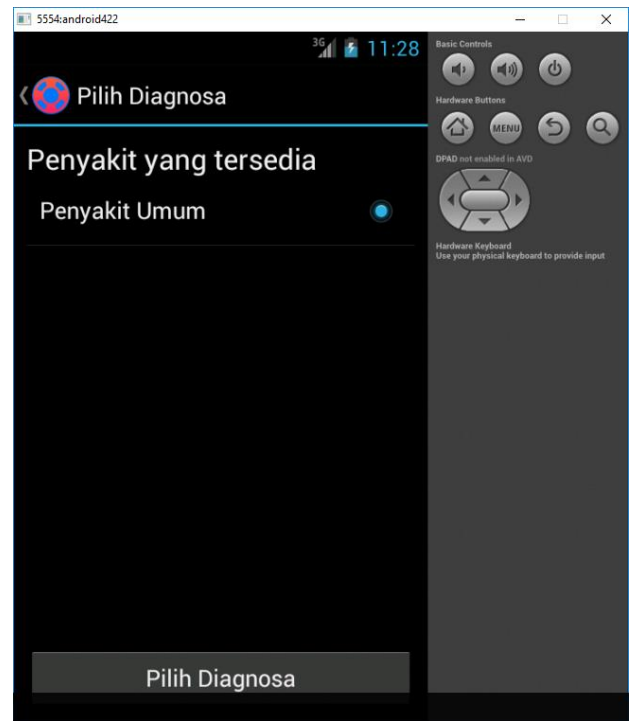 5554:android422
3G 11:28
Pilih Diagnosa
Penyakit yang tersedia
Penyakit Umum
Pilih Diagnosa
Basic Controls
Hardware Buttons
MENU
DPAD not enabled in AVD
Hardware Keyboard
Use your physical keyboard to provide input